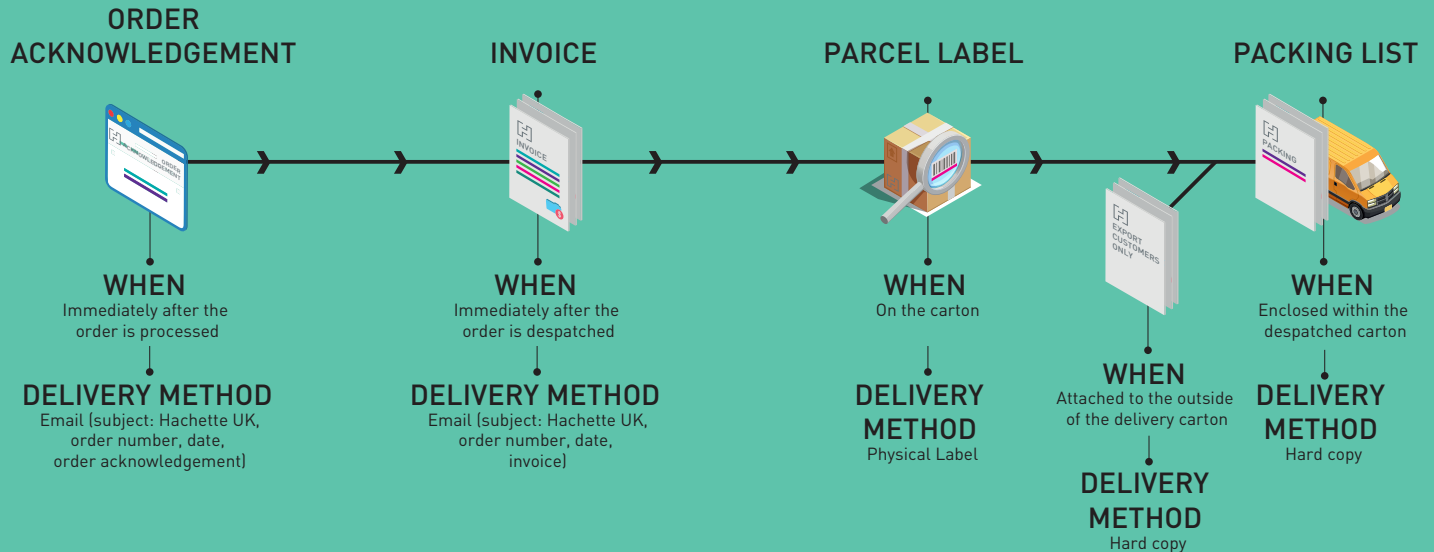 ORDER
ACKNOWLEDGEMENT
ORDER
ACKNOWLEDGEMENT
WHEN
Immediately after the
order is processed
DELIVERY METHOD
Email (subject: Hachette UK,
order number, date,
order acknowledgement)
INVOICE
INVOICE
WHEN
Immediately after the
order is despatched
DELIVERY METHOD
Email (subject: Hachette UK,
order number, date,
invoice)
PARCEL LABEL
WHEN
On the carton
DELIVERY
METHOD
Physical Label
EXPORT
CUSTOMERS
ONLY
WHEN
Attached to the outside
of the delivery carton
DELIVERY
METHOD
Hard copy
PACKING LIST
PACKING
WHEN
Enclosed within the
despatched carton
DELIVERY
METHOD
Hard copy